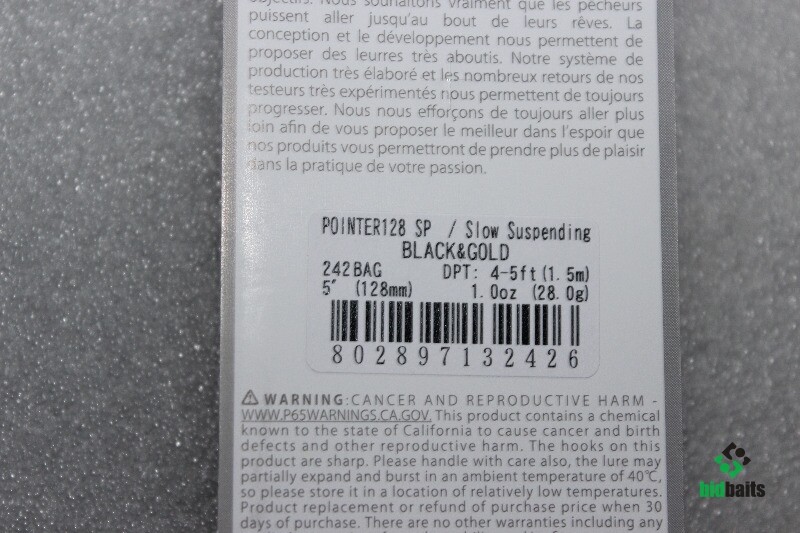 objectifs. Nous souhaitons vraiment que les pêcheurs
puissent aller jusqu'au bout de leurs rêves. La
conception et le développement nous permettent de
proposer des leurres très aboutis. Notre système de
production très élaboré et les nombreux retours de nos
testeurs très expérimentés nous permettent de toujours
progresser. Nous nous efforçons de toujours aller plus
loin afin de vous proposer le meilleur dans l'espoir que
nos produits vous permettront de prendre plus de plaisir
dans la pratique de votre passion.
POINTER128 SP / Slow Suspending
BLACK&GOLD
242BAG DPT: 4-5ft(1.5m)
5" (128mm) 1.0oz (28.0g)
802897132426
⚠ WARNING:CANCER AND REPRODUCTIVE HARM -
WWW.P65WARNINGS.CA.GOV. This product contains a chemical
known to the state of California to cause cancer and birth
defects and other reproductive harm. The hooks on this
product are sharp. Please handle with care also, the lure may
partially expand and burst in an ambient temperature of 40℃,
so please store it in a location of relatively low temperatures.
Product replacement or refund of purchase price when 30
days of purchase. There are no other warranties including any
bidbaits